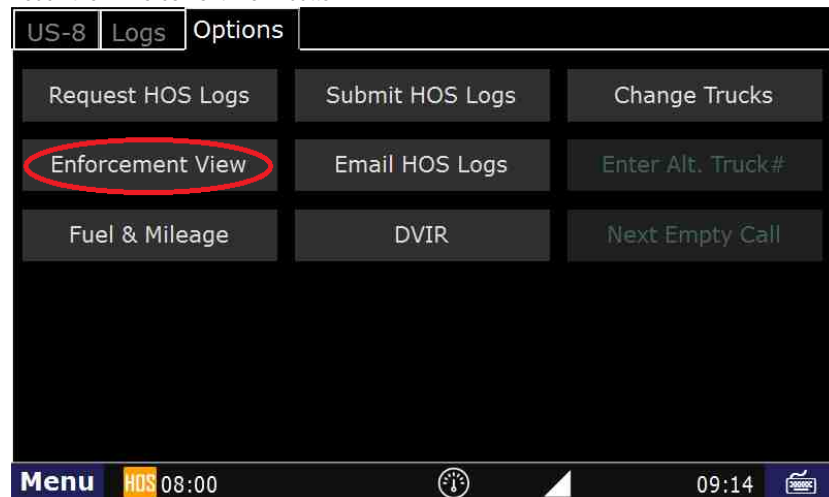 US-8 Logs Options
Request HOS Logs Submit HOS Logs Change Trucks
Enforcement View Email HOS Logs Enter Alt. Truck#
Fuel & Mileage DVIR Next Empty Call
Menu HOS 08:00 09:14